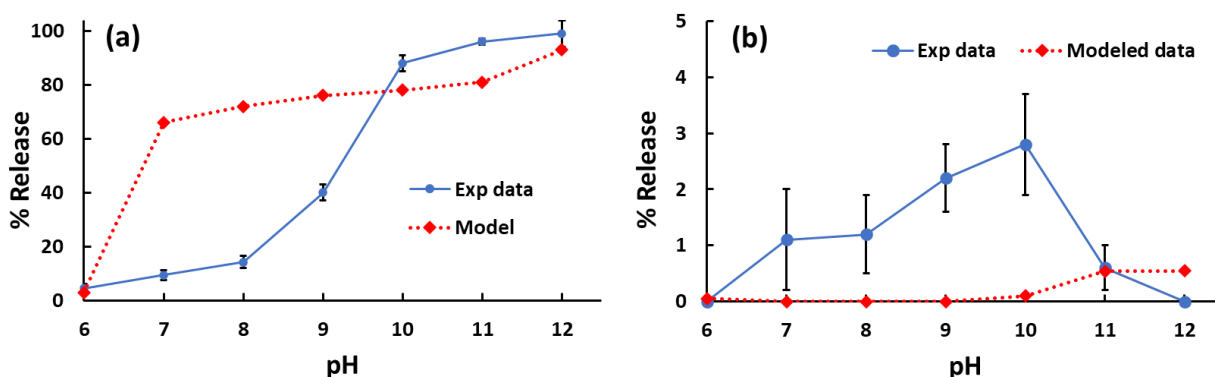 (a)
% Release
100
80
60
40
20
0
Exp data
Model
6 7 8 9 10 11 12
pH
(b)
% Release
5
4
3
2
1
0
Exp data Modeled data
6 7 8 9 10 11 12
pH